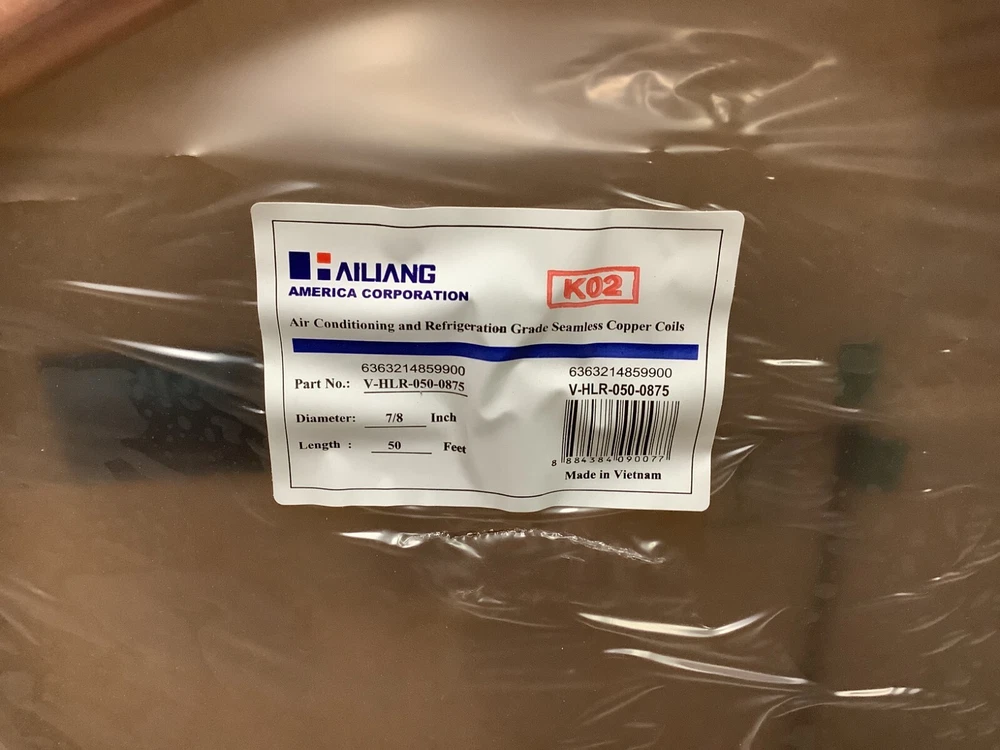 HAILIANG
AMERICA CORPORATION
K02
Air Conditioning and Refrigeration Grade Seamless Copper Coils
6363214859900
Part No.: V-HLR-050-0875
Diameter: 7/8 Inch
Length : 50 Feet
6363214859900
V-HLR-050-0875
8 884384 090077
Made in Vietnam